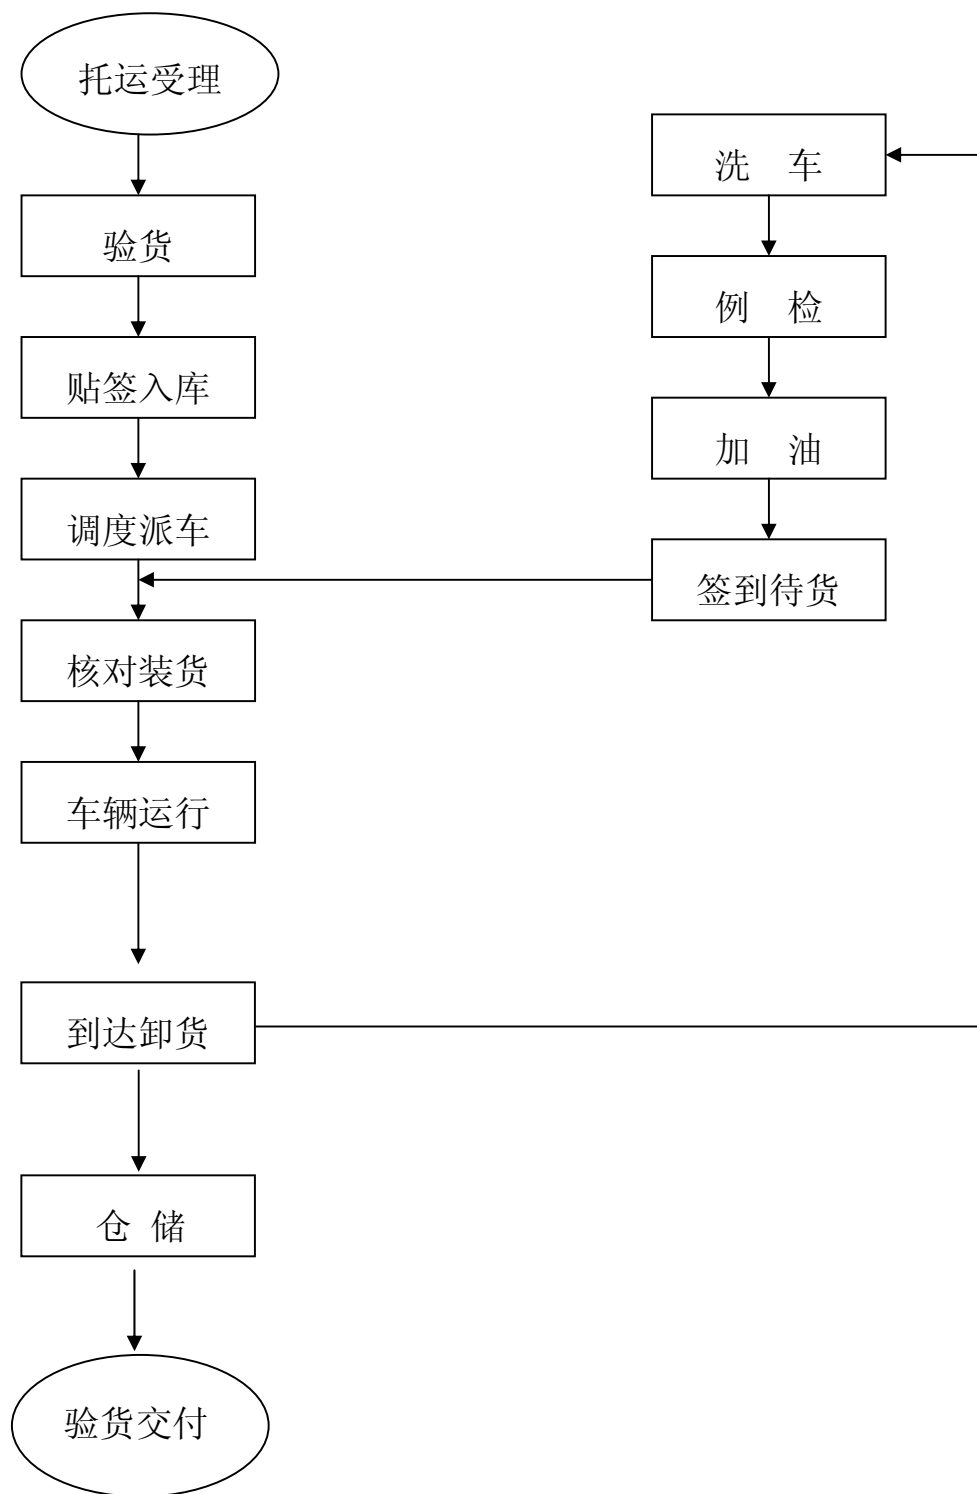 托运受理
验货
贴签入库
调度派车
核对装货
车辆运行
到达卸货
仓 储
验货交付
洗 车
例 检
加 油
签到待货